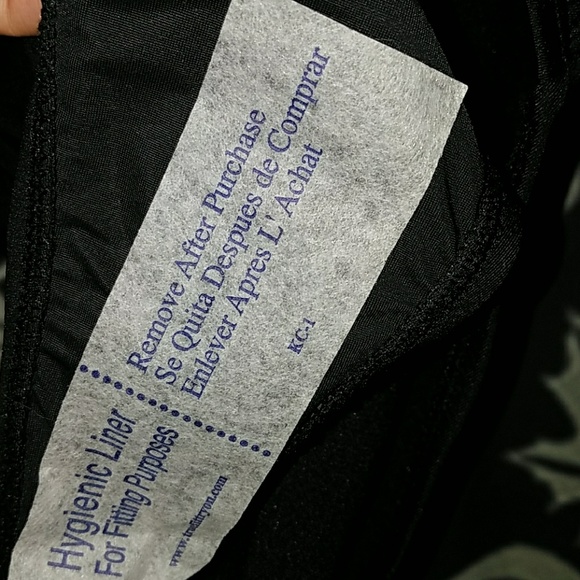 Remove After Purchase
Se Quita Despues de Comprar
Enlever Apres L' Achat
KC-1
Hygienic Liner
For Fitting Purposes